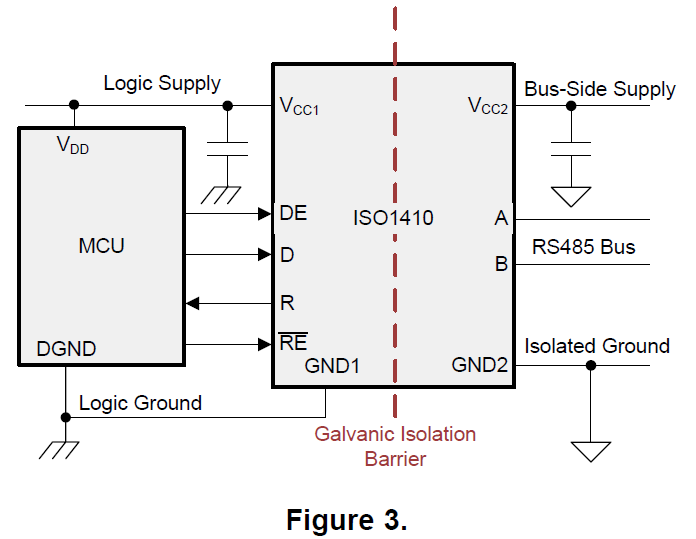 Logic Supply
Bus-Side Supply
VCC1
VCC2
VDD
DE
ISO1410
A
MCU
D
B
RS485 Bus
R
RE
DGND
GND1
GND2
Isolated Ground
Logic Ground
Galvanic Isolation
Barrier
Figure 3.